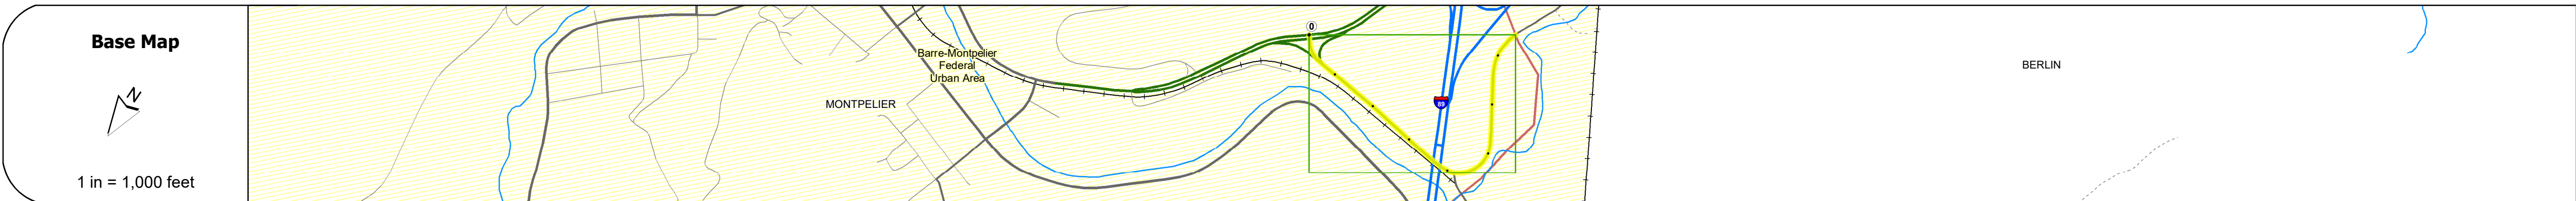 Base Map
N
1 in = 1,000 feet
Barre-Montpelier
Federal
Urban Area
MONTPELIER
0
89
BERLIN